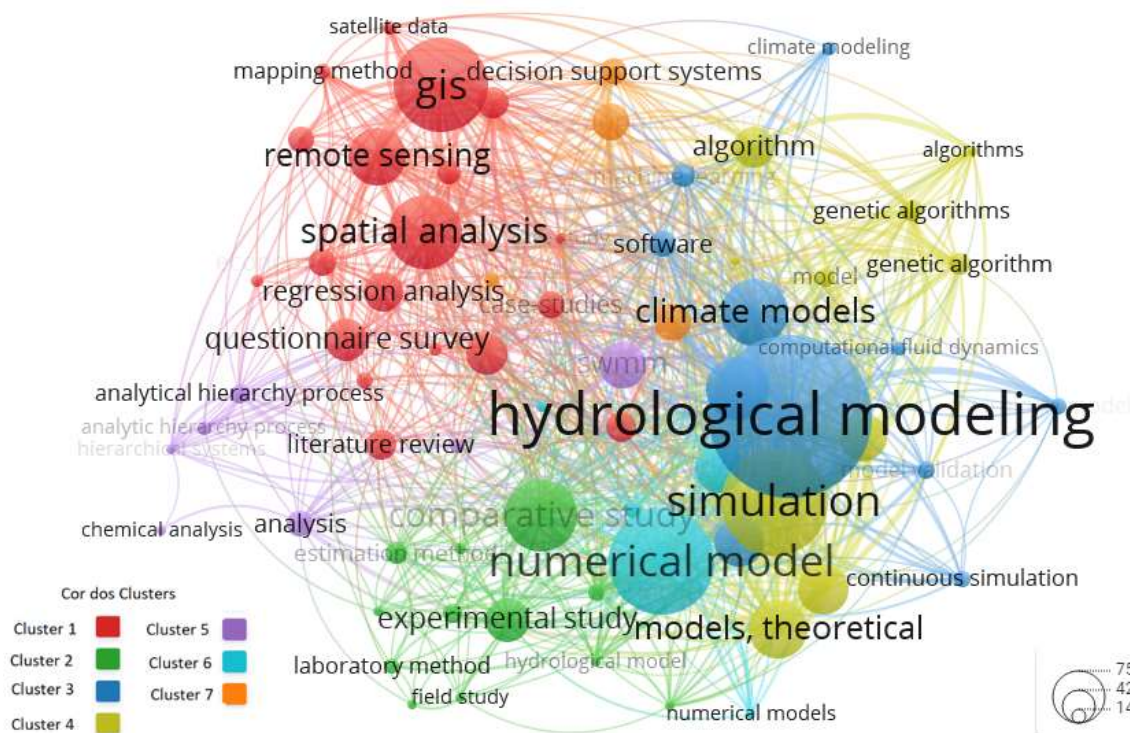 satellite data
climate modeling
mapping method
gis
decision support systems
algorithm
algorithms
remote sensing
machine learning
genetic algorithms
spatial analysis
software
genetic algorithm
model
regression analysis
case-studies
climate models
questionnaire survey
computational fluid dynamics
swmm
analytical hierarchy process
hydrological modeling
analytic hierarchy process
hierarchical systems
literature review
model validation
simulation
comparative study
chemical analysis
analysis
estimation method
numerical model
continuous simulation
experimental study
models, theoretical
laboratory method
hydrological model
field study
numerical models
Cor dos Clusters
Cluster 1
Cluster 5
Cluster 2
Cluster 6
Cluster 3
Cluster 7
Cluster 4
75
42
14